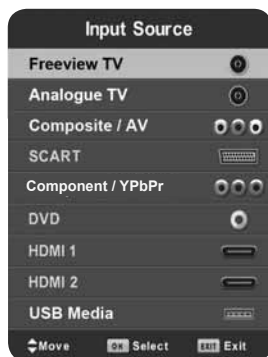 Input Source
Freeview TV
Analogue TV
Composite / AV
SCART
Component / YPbPr
DVD
HDMI 1
HDMI 2
USB Media
Move OK Select EXIT Exit